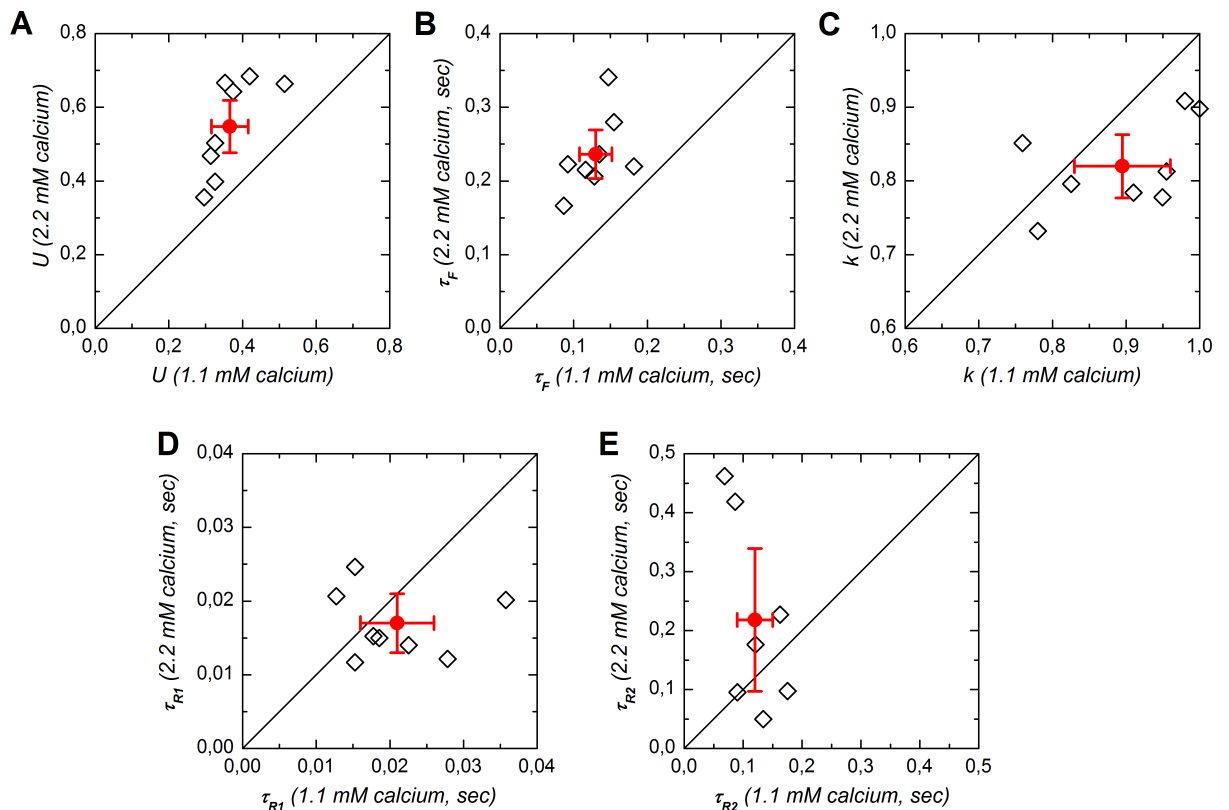 A
0,8
0,6
0,4
0,2
0,0
U (2.2 mM calcium)
0,0 0,2 0,4 0,6 0,8
U (1.1 mM calcium)
B
0,4
0,3
0,2
0,1
0,0
τF (2.2 mM calcium, sec)
0,0 0,1 0,2 0,3 0,4
τF (1.1 mM calcium, sec)
C
1,0
0,9
0,8
0,7
0,6
k (2.2 mM calcium)
0,6 0,7 0,8 0,9 1,0
k (1.1 mM calcium)
D
0,04
0,03
0,02
0,01
0,00
τR1 (2.2 mM calcium, sec)
0,00 0,01 0,02 0,03 0,04
τR1 (1.1 mM calcium, sec)
E
0,5
0,4
0,3
0,2
0,1
0,0
τR2 (2.2 mM calcium, sec)
0,0 0,1 0,2 0,3 0,4 0,5
τR2 (1.1 mM calcium, sec)